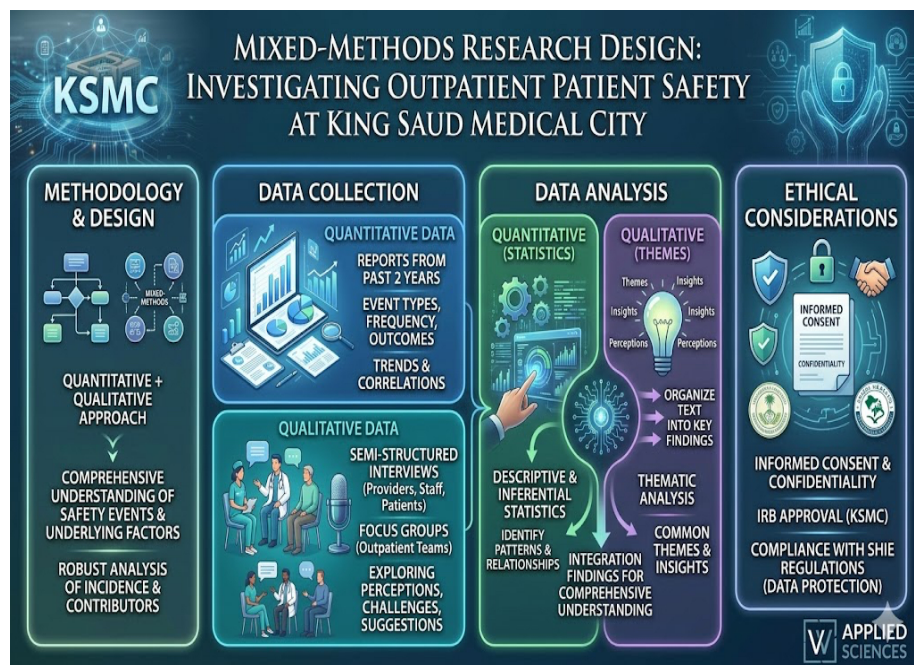 KSMC
MIXED-METHODS RESEARCH DESIGN:
INVESTIGATING OUTPATIENT PATIENT SAFETY
AT KING SAUD MEDICAL CITY
METHODOLOGY
& DESIGN
MIXED-
METHODS
QUANTITATIVE +
QUALITATIVE
APPROACH
COMPREHENSIVE
UNDERSTANDING OF
SAFETY EVENTS &
UNDERLYING FACTORS
ROBUST ANALYSIS
OF INCIDENCE &
CONTRIBUTORS
DATA COLLECTION
QUANTITATIVE DATA
REPORTS FROM
PAST 2 YEARS
EVENT TYPES,
FREQUENCY,
OUTCOMES
TRENDS &
CORRELATIONS
QUALITATIVE DATA
SEMI-STRUCTURED
INTERVIEWS
(Providers, Staff,
Patients)
FOCUS GROUPS
(Outpatient Teams)
EXPLORING
PERCEPTIONS,
CHALLENGES,
SUGGESTIONS
DATA ANALYSIS
QUANTITATIVE
(STATISTICS)
DESCRIPTIVE &
INFERENTIAL
STATISTICS
IDENTIFY
PATTERNS &
RELATIONSHIPS
QUALITATIVE
(THEMES)
Themes
Insights
Insights
Insights
Perceptions
Perceptions
ORGANIZE
TEXT
INTO KEY
FINDINGS
THEMATIC
ANALYSIS
COMMON
THEMES &
INSIGHTS
INTEGRATION
FINDINGS FOR
COMPREHENSIVE
UNDERSTANDING
ETHICAL
CONSIDERATIONS
INFORMED
CONSENT
CONFIDENTIALITY
INFORMED CONSENT &
CONFIDENTIALITY
IRB APPROVAL (KSMC)
COMPLIANCE WITH SHIE
REGULATIONS
(DATA PROTECTION)
W
APPLIED
SCIENCES